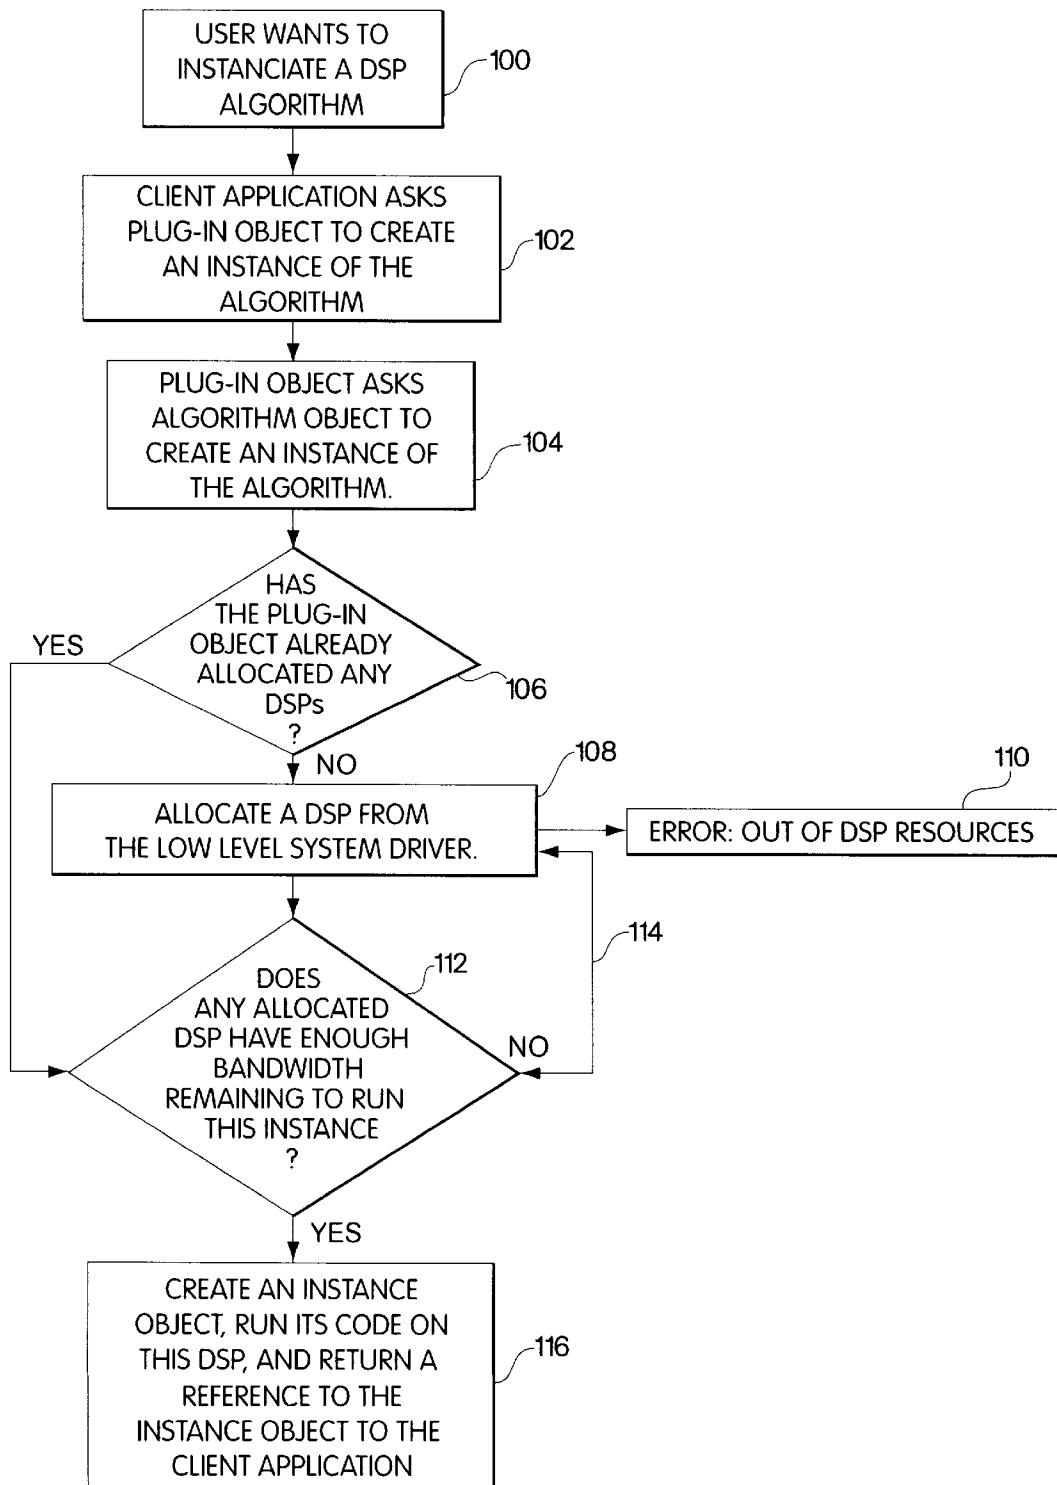 USER WANTS TO
INSTANCIATE A DSP
ALGORITHM
100
CLIENT APPLICATION ASKS
PLUG-IN OBJECT TO CREATE
AN INSTANCE OF THE
ALGORITHM
102
PLUG-IN OBJECT ASKS
ALGORITHM OBJECT TO
CREATE AN INSTANCE OF
THE ALGORITHM.
104
HAS
THE PLUG-IN
OBJECT ALREADY
ALLOCATED ANY
DSPs
?
YES
106
NO
108
ALLOCATE A DSP FROM
THE LOW LEVEL SYSTEM DRIVER.
110
ERROR: OUT OF DSP RESOURCES
114
112
DOES
ANY ALLOCATED
DSP HAVE ENOUGH
BANDWIDTH
REMAINING TO RUN
THIS INSTANCE
?
NO
YES
CREATE AN INSTANCE
OBJECT, RUN ITS CODE ON
THIS DSP, AND RETURN A
REFERENCE TO THE
INSTANCE OBJECT TO THE
CLIENT APPLICATION
116